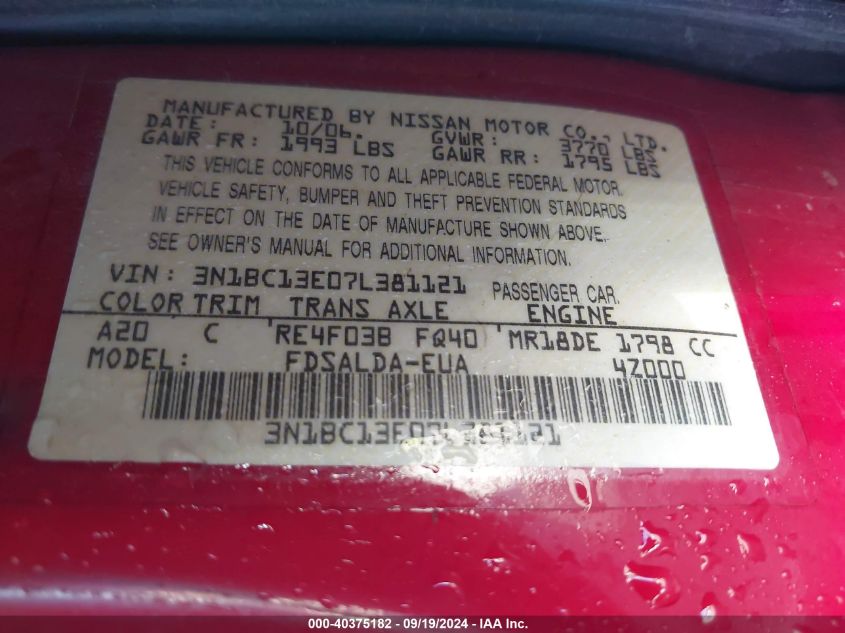 MANUFACTURED BY NISSAN MOTOR CO., LTD.
DATE: 10/06. GVWR: 3770 LBS
GAWR FR: 1993 LBS GAWR RR: 1795 LBS
THIS VEHICLE CONFORMS TO ALL APPLICABLE FEDERAL MOTOR
VEHICLE SAFETY, BUMPER AND THEFT PREVENTION STANDARDS
IN EFFECT ON THE DATE OF MANUFACTURE SHOWN ABOVE.
SEE OWNER'S MANUAL FOR ADDITIONAL INFORMATION.
VIN: 3N1BC13E07L381121 PASSENGER CAR
COLOR TRIM TRANS AXLE ENGINE
A20 C RE4F03B FQ40 MR18DE 1798 CC
MODEL: FDSALDA-EUA 4Z000
3N1BC13E07L381121
000-40375182 - 09/19/2024 - IAA Inc.